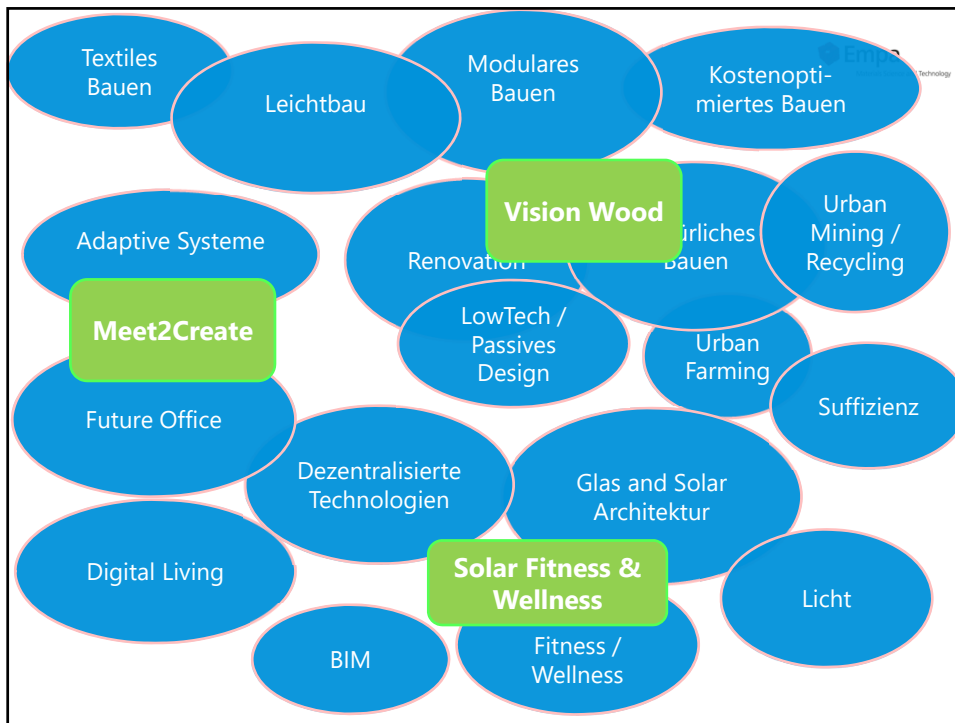 Textiles
Bauen
Leichtbau
Modulares
Bauen
Kostenopti-
miertes Bauen
Empa
Technology
Vision Wood
Urban
Mining /
Recycling
Adaptive Systeme
Renovation
ürliches
Bauen
Meet2Create
LowTech /
Passives
Design
Urban
Farming
Suffizienz
Future Office
Dezentralisierte
Technologien
Glas and Solar
Architektur
Digital Living
Solar Fitness &
Wellness
Licht
BIM
Fitness /
Wellness